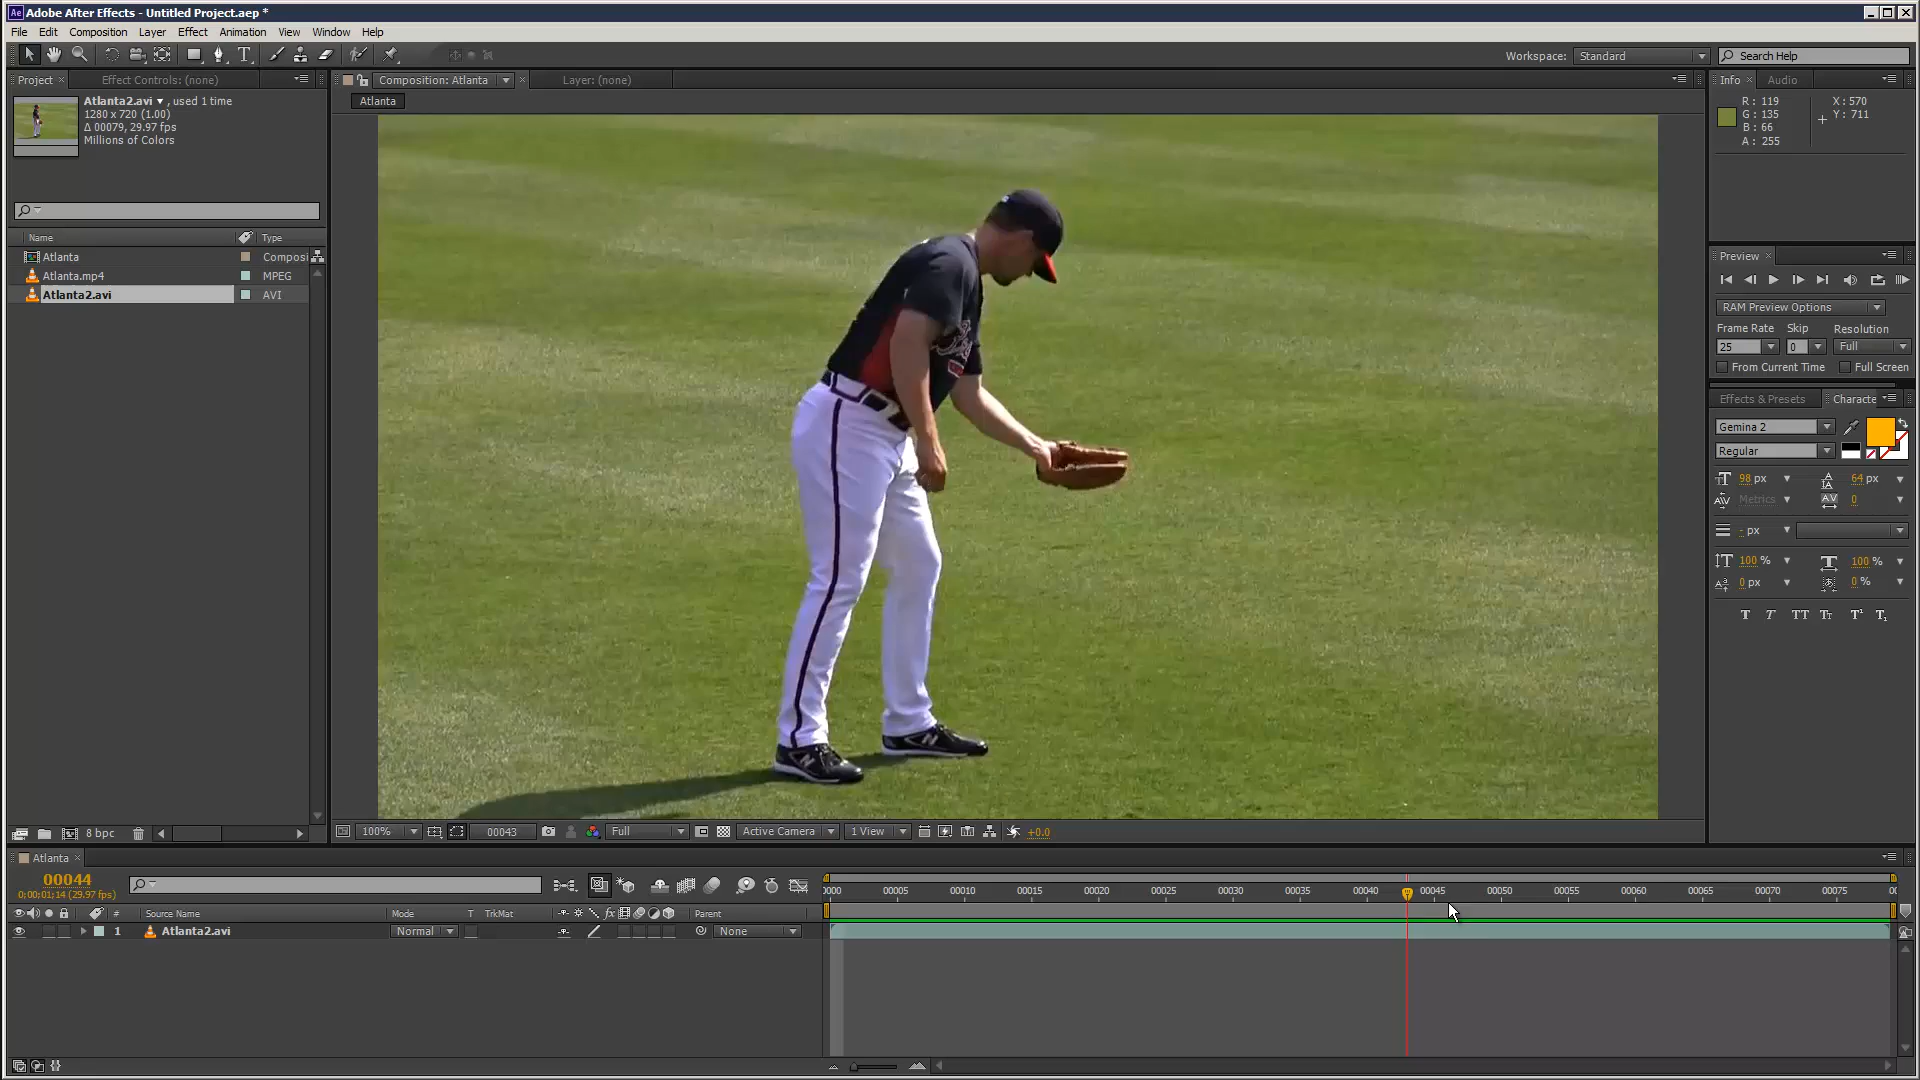 Adobe After Effects - Untitled Project.aep *
File Edit Composition Layer Effect Animation View Window Help
Workspace: Standard Search Help
Project Effect Controls: (none)
Composition: Atlanta Layer: (none)
Info Audio
Atlanta2.avi , used 1 time
1280 x 720 (1.00)
Δ 00079, 29.97 fps
Millions of Colors
Atlanta
R : 119
G : 135
B : 66
A : 255
X : 570
Y : 711
Name Type
Atlanta Composi
Atlanta.mp4 MPEG
Atlanta2.avi AVI
Preview
RAM Preview Options
Frame Rate Skip Resolution
25 0 Full
From Current Time Full Screen
Effects & Presets Characte
Gemina 2
Regular
98 px 64 px
Metrics 0
- px
100 % 100 %
0 px 0 %
T T TT Tт T¹ T₁
8 bpc
100% 00043 Full Active Camera 1 View +0.0
Atlanta
00044
0;00;01;14 (29.97 fps)
0000 00005 00010 00015 00020 00025 00030 00035 00040 00045 00050 00055 00060 00065 00070 00075 00
# Source Name Mode T TrkMat fx Parent
1 Atlanta2.avi Normal None